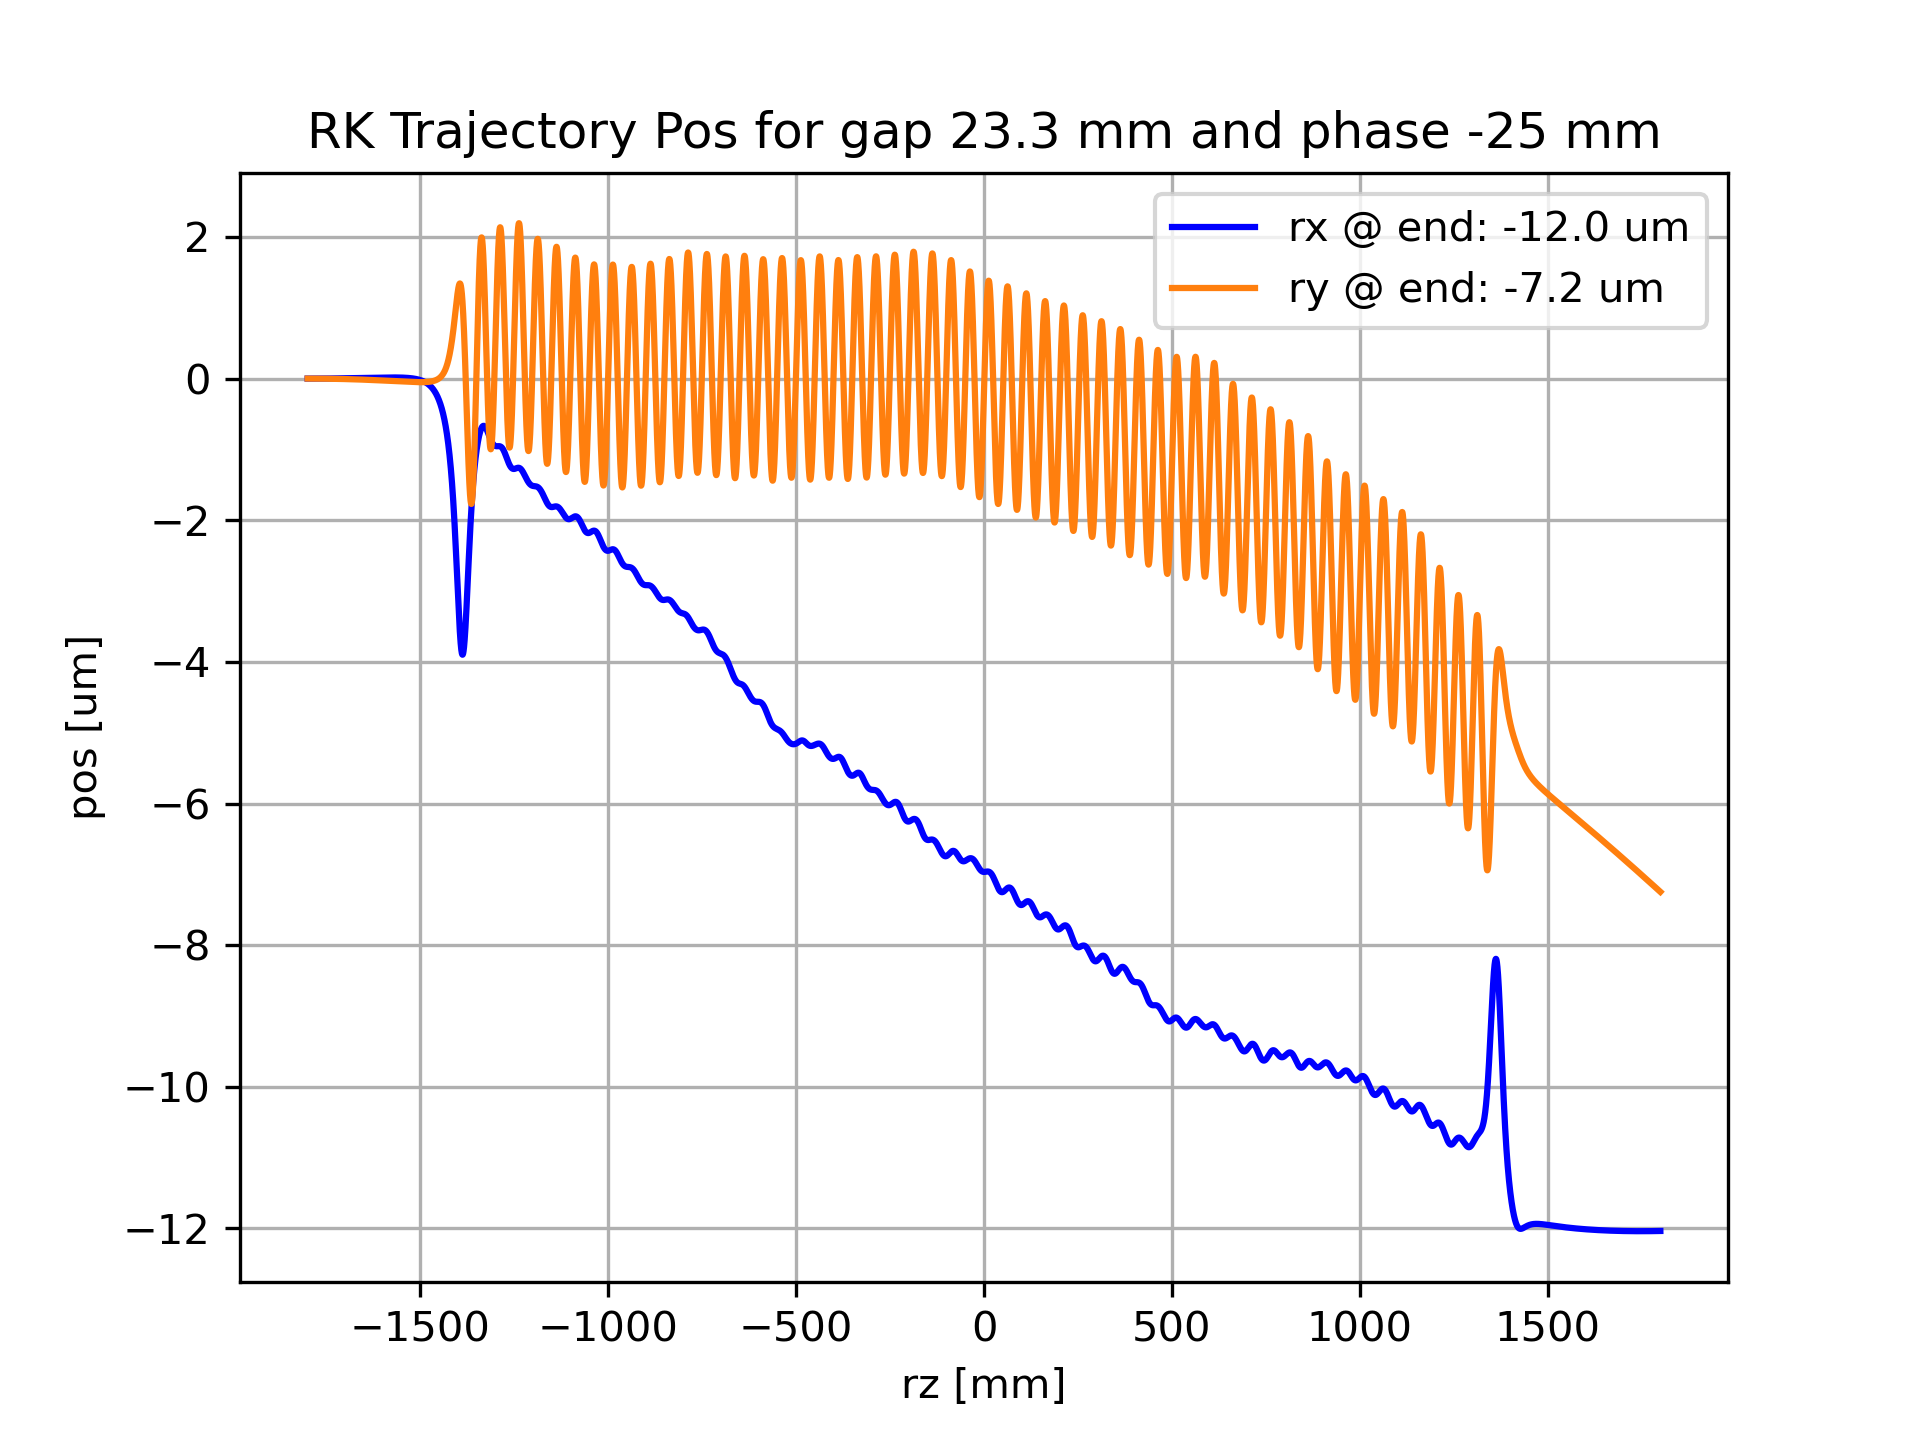 RK Trajectory Pos for gap 23.3 mm and phase -25 mm
rx @ end: -12.0 um
ry @ end: -7.2 um
pos [um]
2
0
−2
−4
−6
−8
−10
−12
−1500 −1000 −500 0 500 1000 1500
rz [mm]